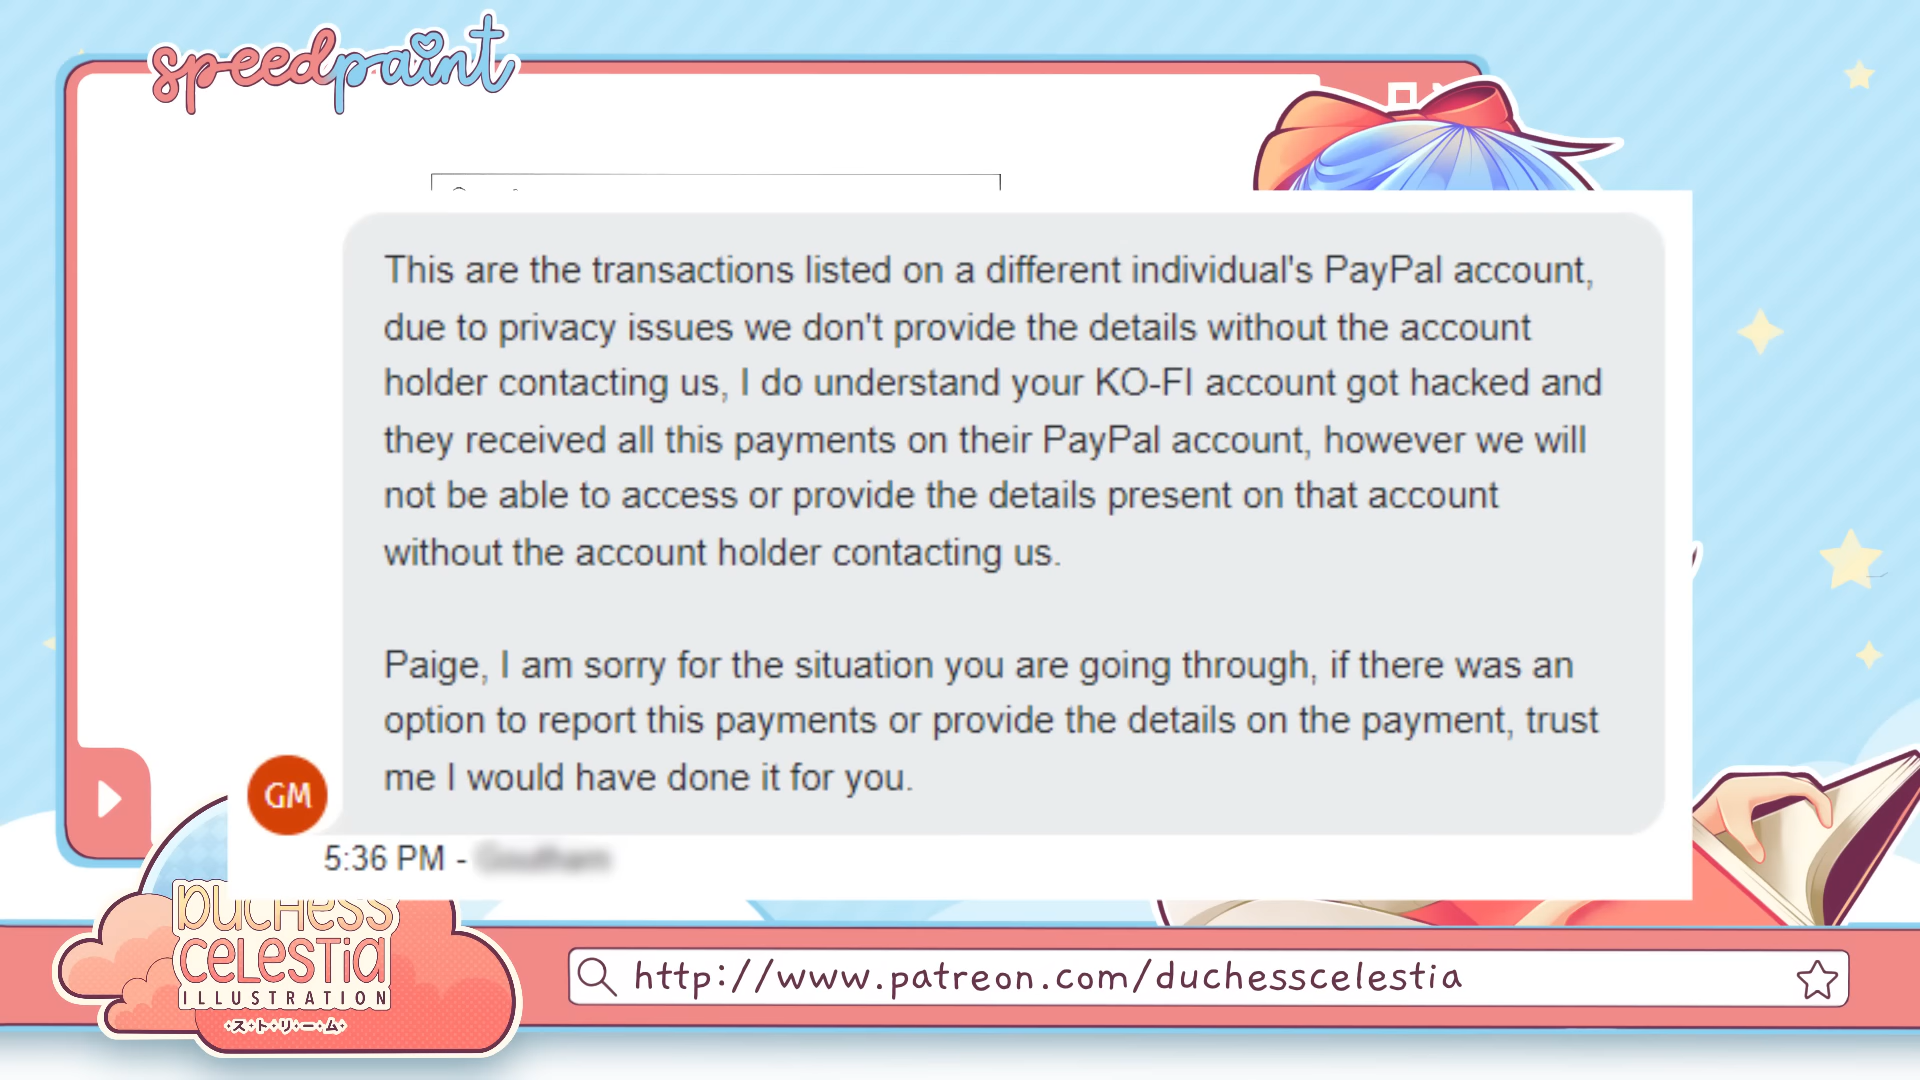 speedpaint
This are the transactions listed on a different individual's PayPal account,
due to privacy issues we don't provide the details without the account
holder contacting us, I do understand your KO-FI account got hacked and
they received all this payments on their PayPal account, however we will
not be able to access or provide the details present on that account
without the account holder contacting us.
Paige, I am sorry for the situation you are going through, if there was an
option to report this payments or provide the details on the payment, trust
me I would have done it for you.
GM
5:36 PM -
DUCHESS
CELESTIA
ILLUSTRATION
・ス・ト・リ・ー・ム・
http://www.patreon.com/duchesscelestia